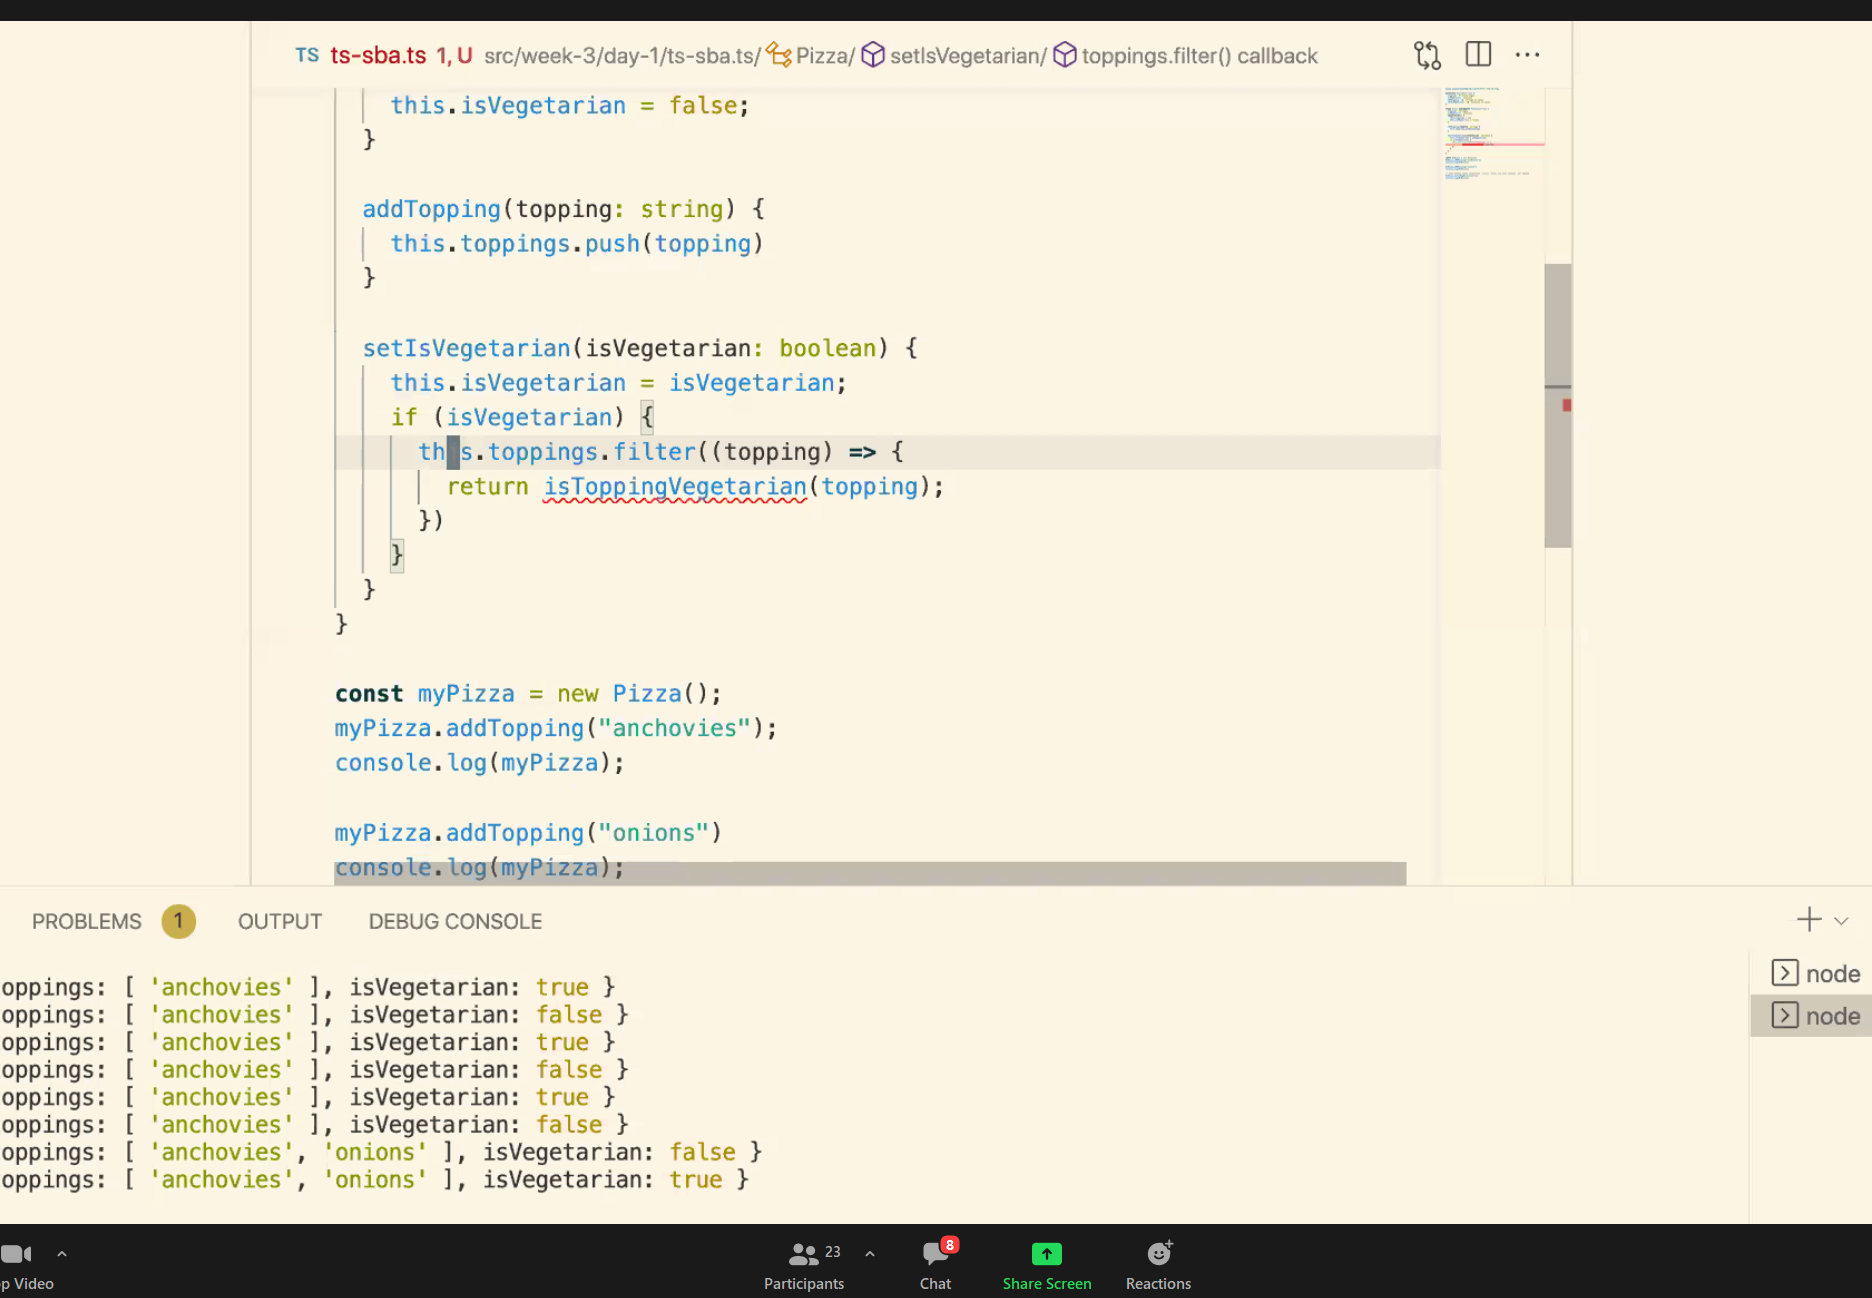 TS ts-sba.ts 1, U src/week-3/day-1/ts-sba.ts/ Pizza/ setIsVegetarian/ toppings.filter() callback
this.isVegetarian = false;
}
addTopping(topping: string) {
this.toppings.push(topping)
}
setIsVegetarian(isVegetarian: boolean) {
this.isVegetarian = isVegetarian;
if (isVegetarian) {
this.toppings.filter((topping) => {
return isToppingVegetarian(topping);
})
}
}
}
const myPizza = new Pizza();
myPizza.addTopping("anchovies");
console.log(myPizza);
myPizza.addTopping("onions")
console.log(myPizza);
PROBLEMS 1 OUTPUT DEBUG CONSOLE
oppings: [ 'anchovies' ], isVegetarian: true }
oppings: [ 'anchovies' ], isVegetarian: false }
oppings: [ 'anchovies' ], isVegetarian: true }
oppings: [ 'anchovies' ], isVegetarian: false }
oppings: [ 'anchovies' ], isVegetarian: true }
oppings: [ 'anchovies' ], isVegetarian: false }
oppings: [ 'anchovies', 'onions' ], isVegetarian: false }
oppings: [ 'anchovies', 'onions' ], isVegetarian: true }
node
node
p Video
23
Participants
8
Chat
Share Screen
Reactions